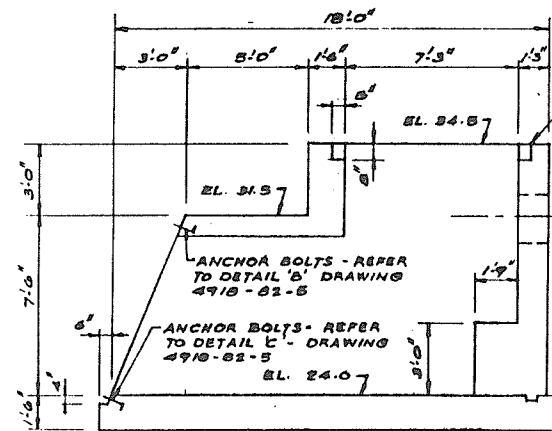 18'-0"
3'-0" 5'-0" 1'-6" 7'-3" 1'-3"
6"
EL. 34.5
8"
3'-0"
EL. 31.5
ANCHOR BOLTS - REFER
TO DETAIL 'B' DRAWING
4918-82-5
7'-6"
1'-9"
6"
ANCHOR BOLTS - REFER
TO DETAIL 'C' - DRAWING
4918-82-5
3'-0"
EL. 24.0
4"
1'-6"